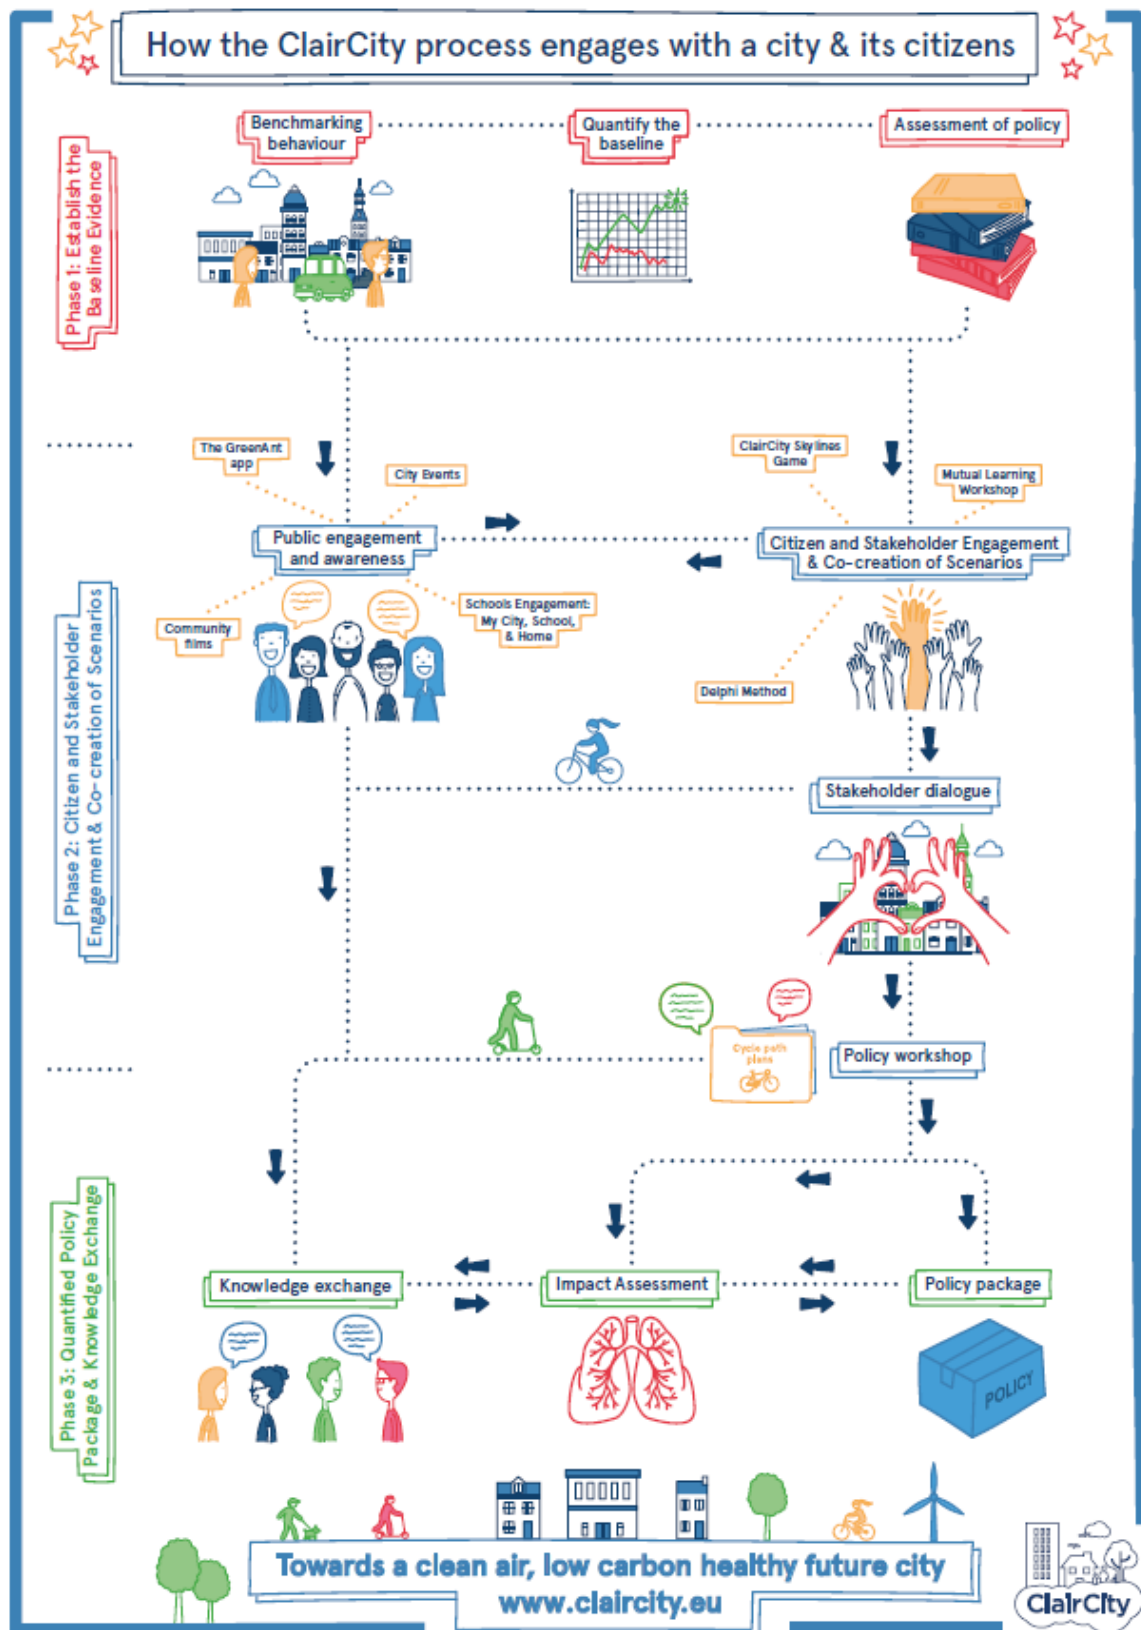 How the ClairCity process engages with a city & its citizens
Phase 1: Establish the
Baseline Evidence
Benchmarking
behaviour
Quantify the
baseline
Assessment of policy
Phase 2: Citizen and Stakeholder
Engagement & Co-creation of Scenarios
The GreenAnt
app
City Events
ClairCity Skylines
Game
Mutual Learning
Workshop
Public engagement
and awareness
Citizen and Stakeholder Engagement
& Co-creation of Scenarios
Community
films
Schools Engagement:
My City, School,
& Home
Delphi Method
Stakeholder dialogue
Cycle path
plans
Policy workshop
Phase 3: Quantified Policy
Package & Knowledge Exchange
Knowledge exchange
Impact Assessment
Policy package
POLICY
Towards a clean air, low carbon healthy future city
www.claircity.eu
ClairCity